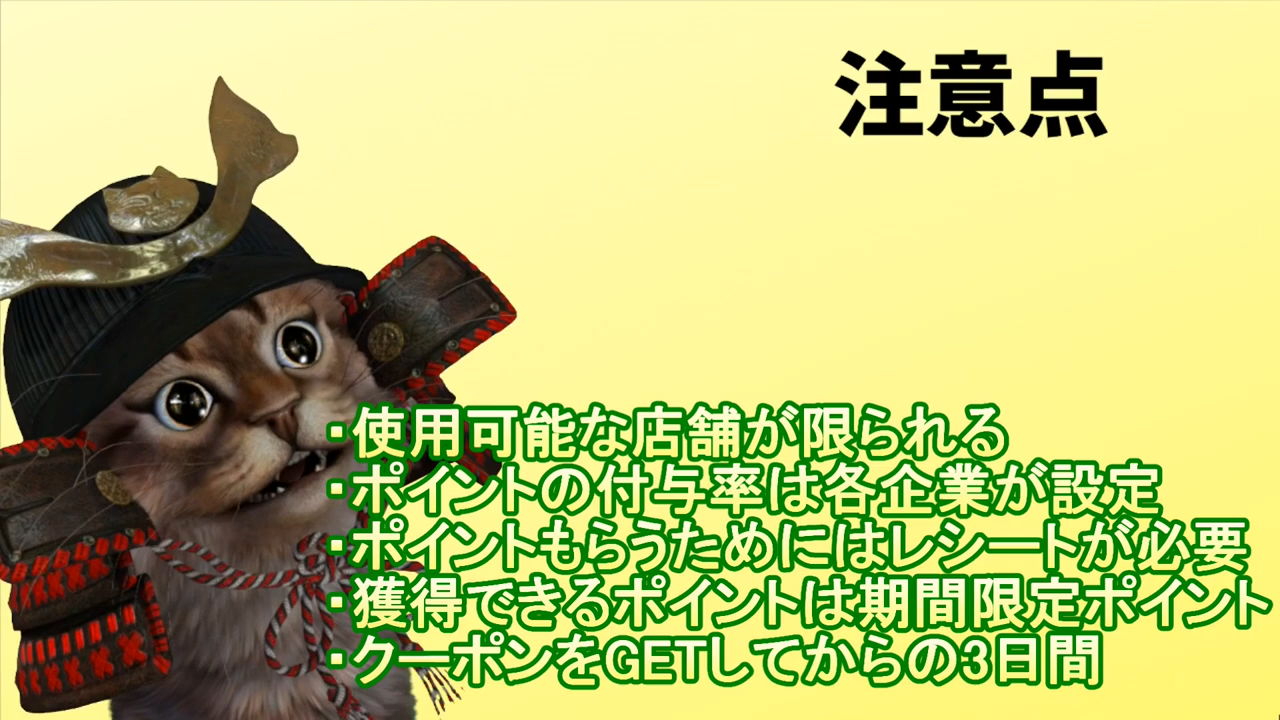 注意点
・使用可能な店舗が限られる
・ポイントの付与率は各企業が設定
・ポイントもらうためにはレシートが必要
・獲得できるポイントは期間限定ポイント
・クーポンをGETしてからの3日間